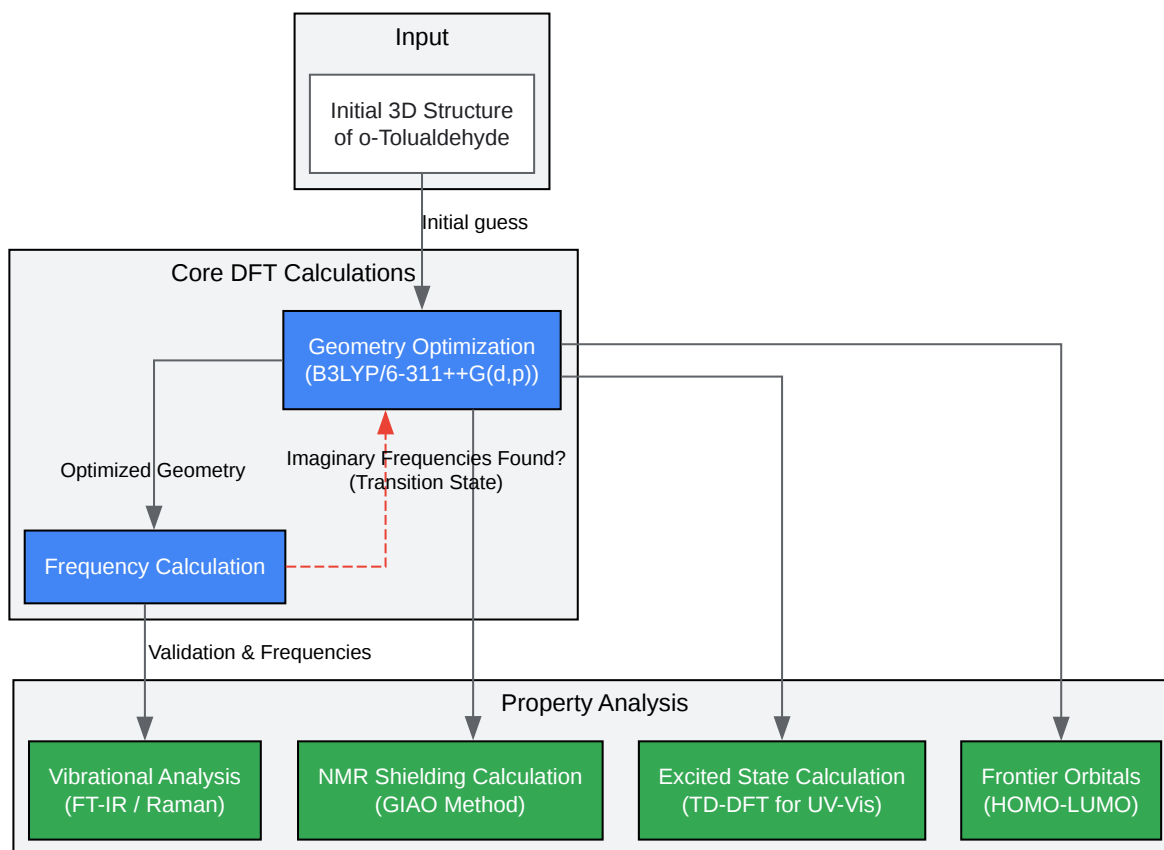 Input
Initial 3D Structure
of o-Tolualdehyde
Initial guess
Core DFT Calculations
Geometry Optimization
(B3LYP/6-311++G(d,p))
Optimized Geometry
Imaginary Frequencies Found?
(Transition State)
Frequency Calculation
Validation & Frequencies
Property Analysis
Vibrational Analysis
(FT-IR / Raman)
NMR Shielding Calculation
(GIAO Method)
Excited State Calculation
(TD-DFT for UV-Vis)
Frontier Orbitals
(HOMO-LUMO)